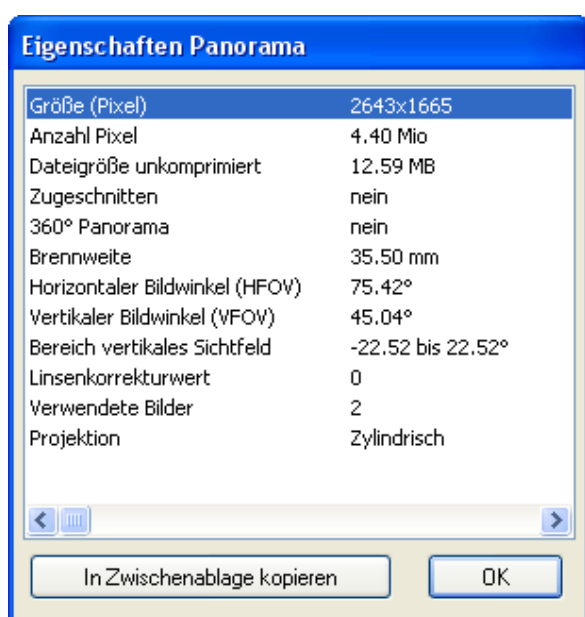 Eigenschaften Panorama
Größe (Pixel) 2643x1665
Anzahl Pixel 4.40 Mio
Dateigröße unkomprimiert 12.59 MB
Zugeschnitten nein
360° Panorama nein
Brennweite 35.50 mm
Horizontaler Bildwinkel (HFOV) 75.42°
Vertikaler Bildwinkel (VFOV) 45.04°
Bereich vertikales Sichtfeld -22.52 bis 22.52°
Linsenkorrekturwert 0
Verwendete Bilder 2
Projektion Zylindrisch
In Zwischenablage kopieren OK